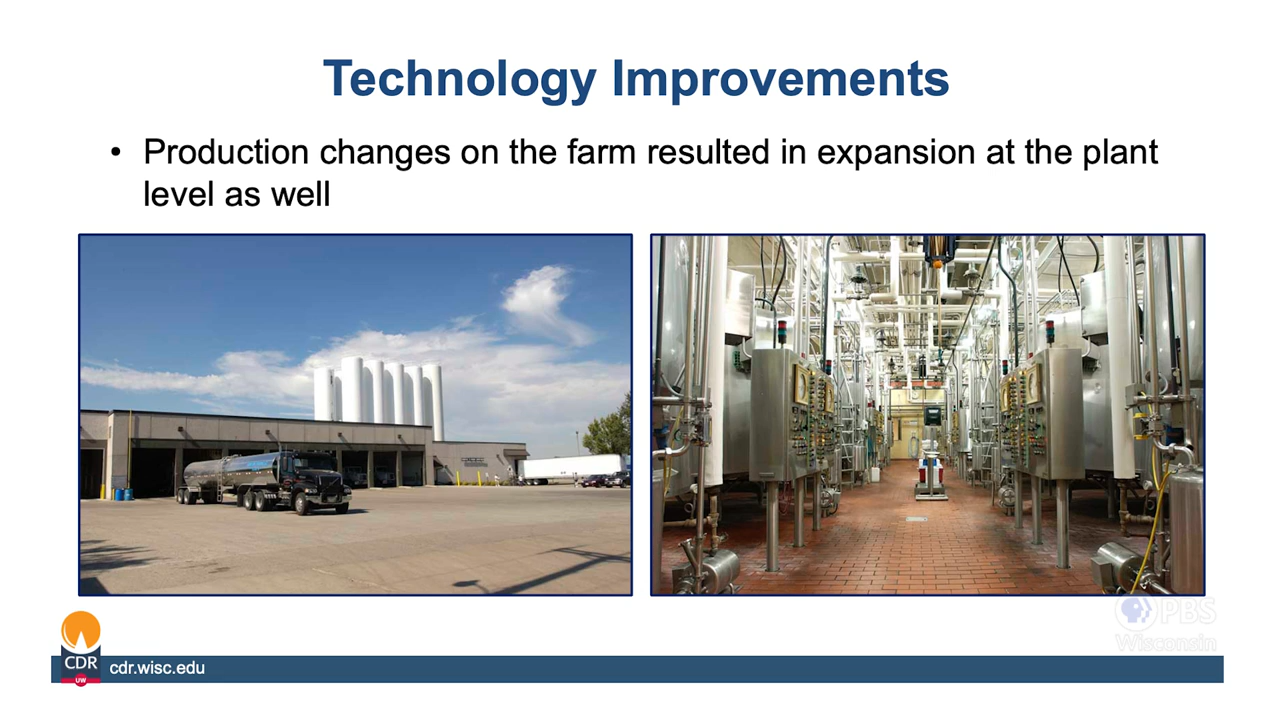 Technology Improvements
• Production changes on the farm resulted in expansion at the plant
level as well
PBS
Wisconsin
CDR
UW
cdr.wisc.edu